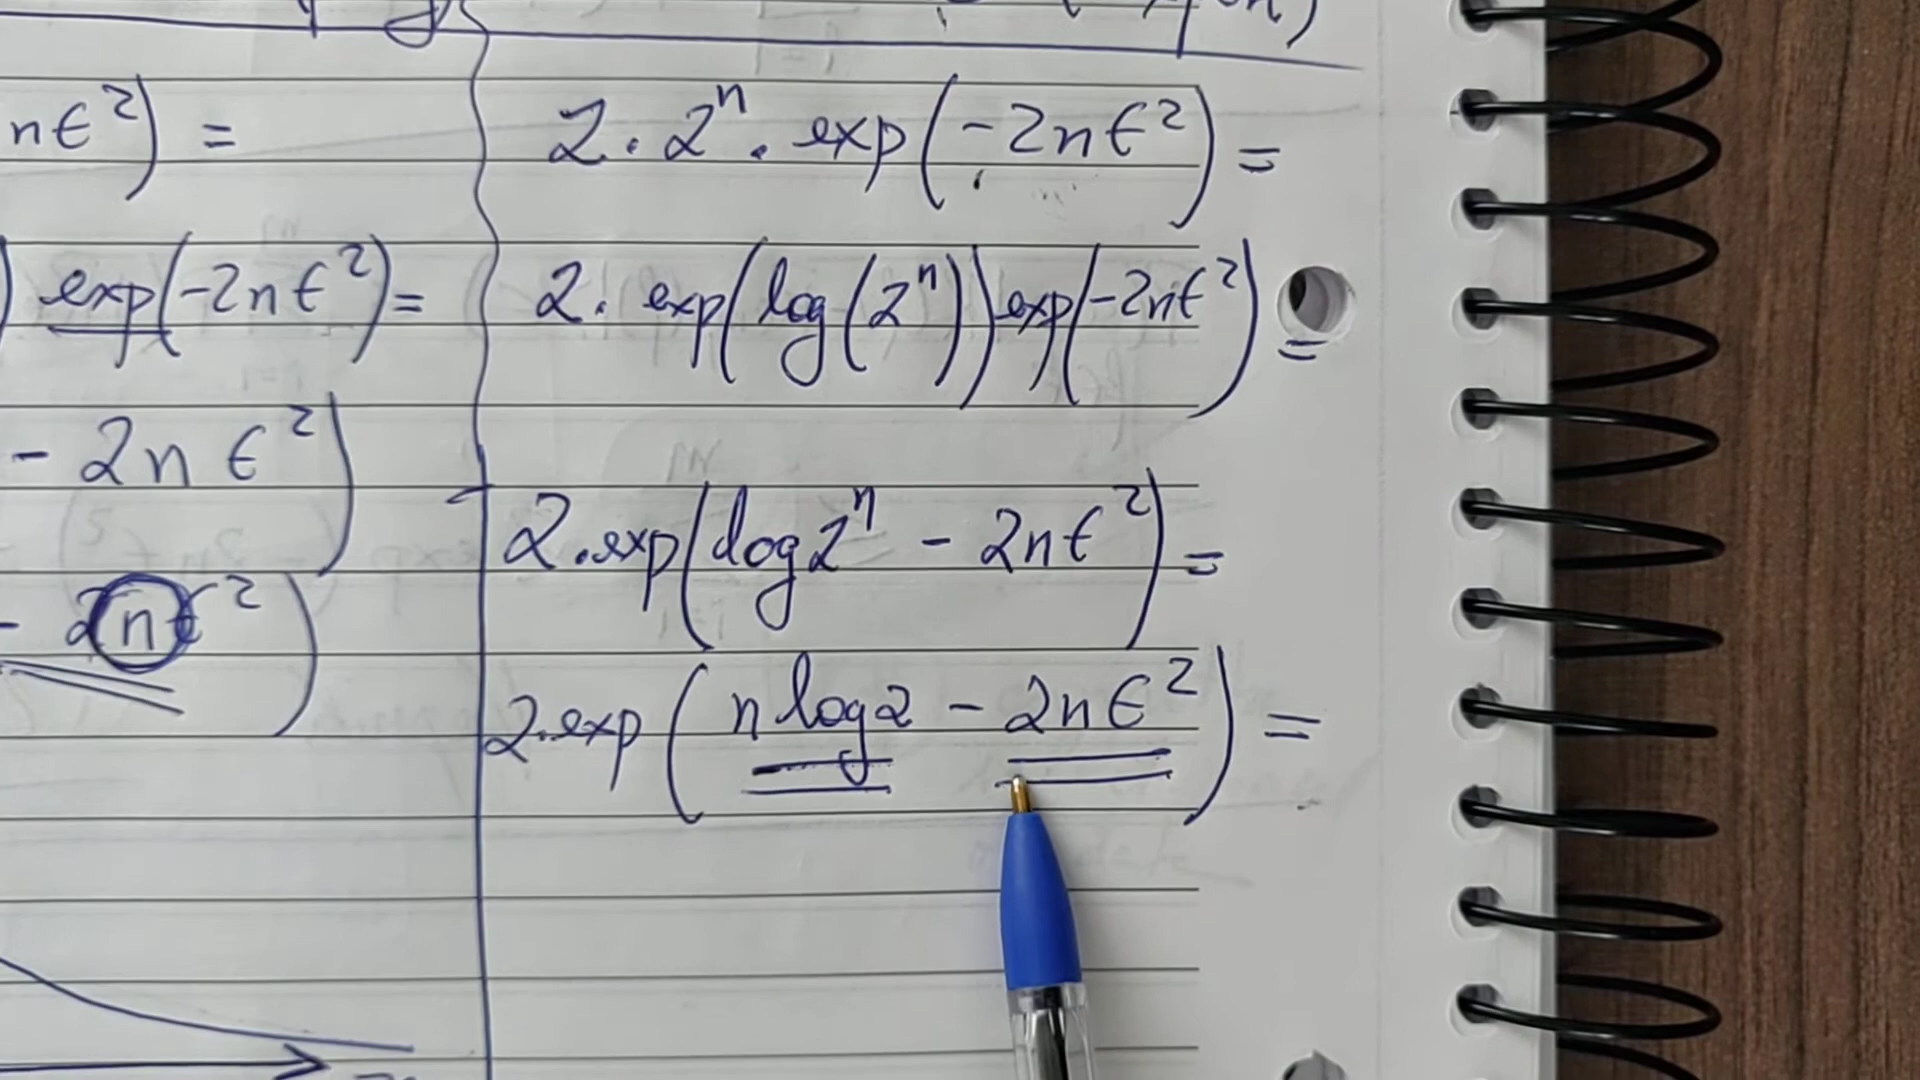 nϵ²) =
) exp(-2nϵ²) =
- 2nϵ²)
- 2nϵ²)
2 · 2ⁿ · exp(-2nϵ²) =
2 · exp(log(2ⁿ)) exp(-2nϵ²) =
2 · exp(log2ⁿ - 2nϵ²) =
2 · exp(n log2 - 2nϵ²) =